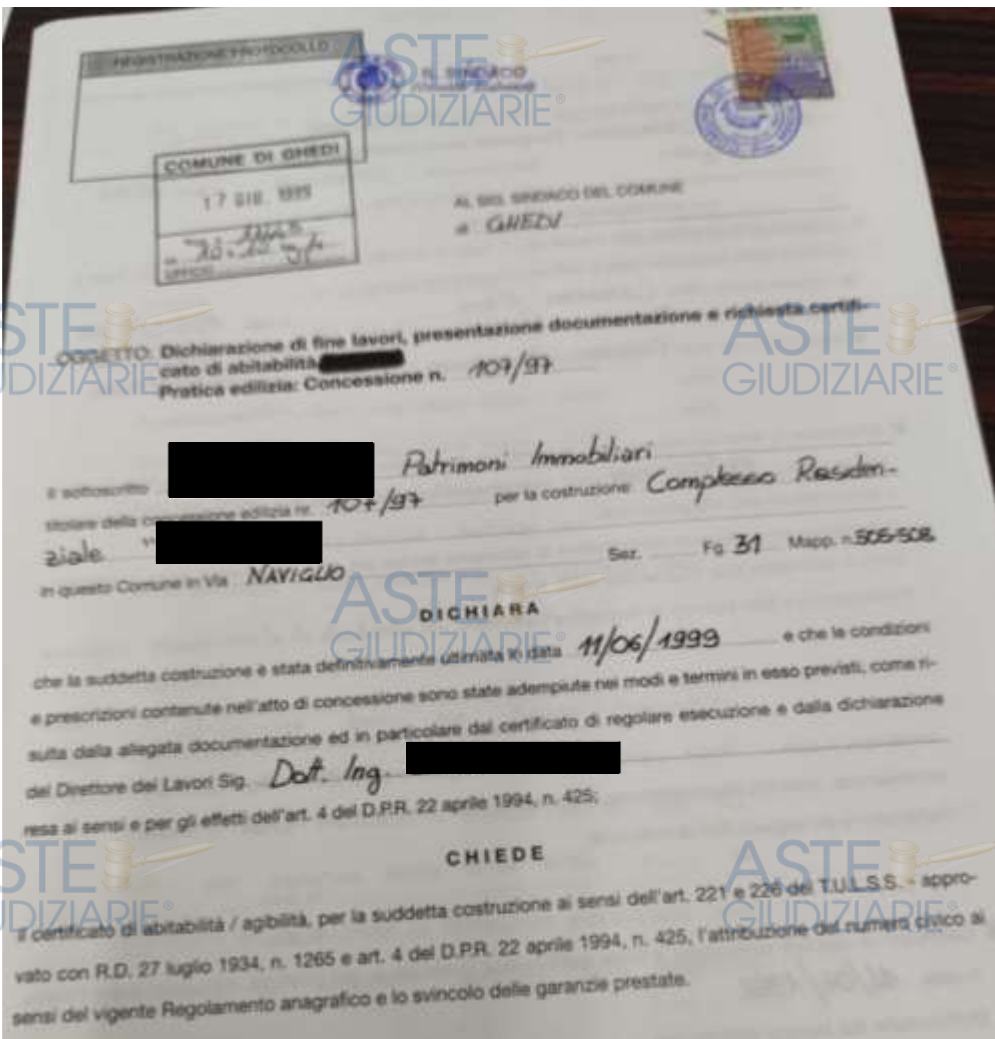 REGISTRAZIONE PROTOCOLLO
IL SINDACO
COMUNE DI GHEDI
17 GIU. 1999
UFFICIO
AL SIG. SINDACO DEL COMUNE
di GHEDI
OGGETTO: Dichiarazione di fine lavori, presentazione documentazione e richiesta certifi-
cato di abitabilità
Pratica edilizia: Concessione n. 107/97
Il sottoscritto Patrimoni Immobiliari
titolare della concessione edilizia nr. 107/97 per la costruzione: Complesso Residen-
ziale
in questo Comune in Via NAVIGLIO Sez. Fg. 31 Mapp. n. 505-508
DICHIARA
che la suddetta costruzione è stata definitivamente ultimata in data 11/06/1999 e che le condizioni
e prescrizioni contenute nell'atto di concessione sono state adempiute nei modi e termini in esso previsti, come ri-
sulta dalla allegata documentazione ed in particolare dal certificato di regolare esecuzione e dalla dichiarazione
del Direttore dei Lavori Sig. Dott. Ing.
resa ai sensi e per gli effetti dell'art. 4 del D.P.R. 22 aprile 1994, n. 425;
CHIEDE
Il certificato di abitabilità / agibilità, per la suddetta costruzione ai sensi dell'art. 221 e 226 del T.U.L.S.S. - appro-
vato con R.D. 27 luglio 1934, n. 1265 e art. 4 del D.P.R. 22 aprile 1994, n. 425, l'attribuzione del numero civico ai
sensi del vigente Regolamento anagrafico e lo svincolo delle garanzie prestate.
ASTE GIUDIZIARIE®